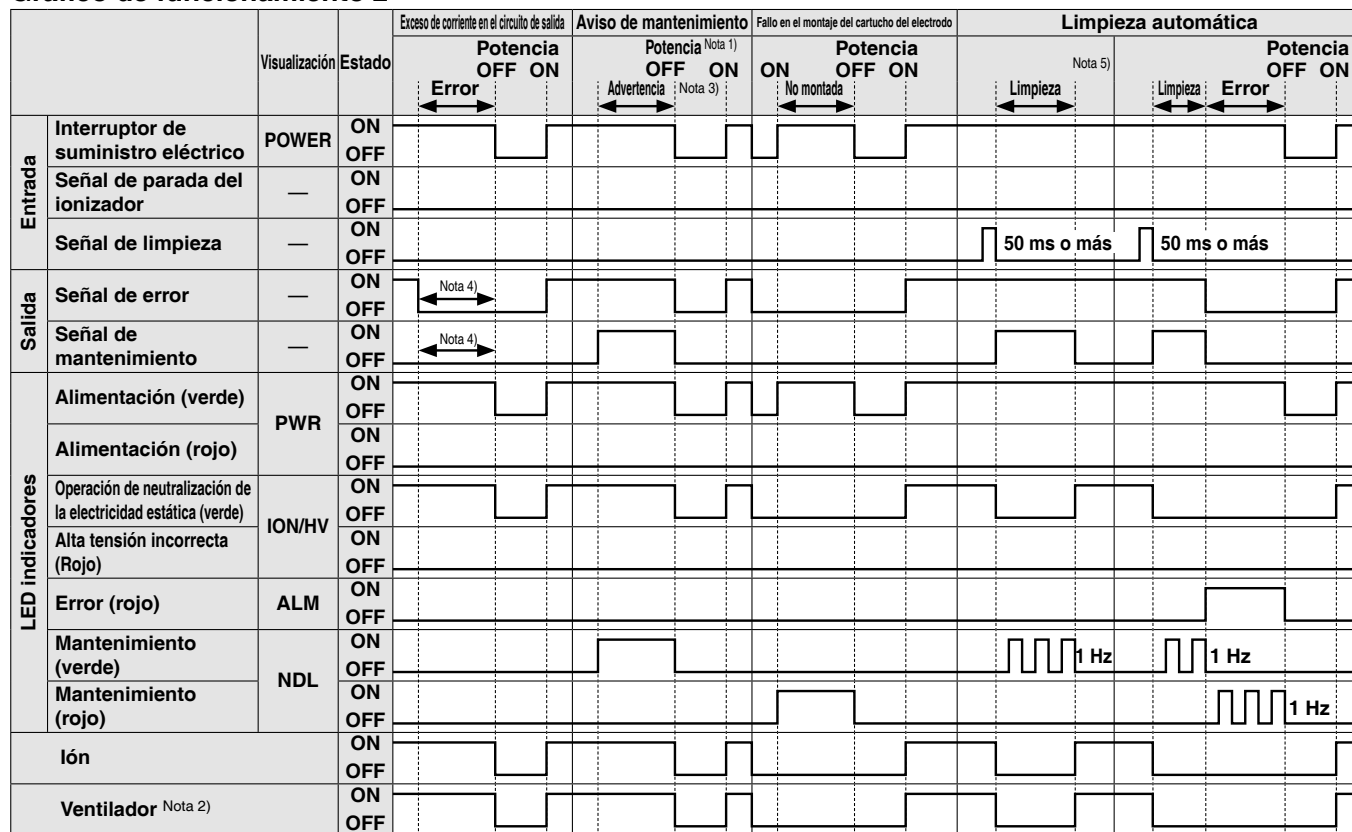 Gráfico de funcionamiento 2
Exceso de corriente en el circuito de salida
Aviso de mantenimiento
Fallo en el montaje del cartucho del electrodo
Limpieza automática
Visualización
Estado
Potencia
OFF ON
Error
Potencia Nota 1)
OFF ON
Advertencia
Nota 3)
Potencia
ON OFF ON
No montada
Nota 5)
Limpieza
Potencia
OFF ON
Limpieza
Error
Entrada
Interruptor de
suministro eléctrico
POWER
ON
OFF
Señal de parada del
ionizador
—
ON
OFF
Señal de limpieza
—
ON
OFF
50 ms o más
50 ms o más
Salida
Señal de error
—
ON
OFF
Nota 4)
Señal de
mantenimiento
—
ON
OFF
Nota 4)
LED indicadores
Alimentación (verde)
PWR
ON
OFF
Alimentación (rojo)
ON
OFF
Operación de neutralización de
la electricidad estática (verde)
ION/HV
ON
OFF
Alta tensión incorrecta
(Rojo)
ON
OFF
Error (rojo)
ALM
ON
OFF
Mantenimiento
(verde)
NDL
ON
OFF
1 Hz
1 Hz
Mantenimiento
(rojo)
ON
OFF
1 Hz
Ión
ON
OFF
Ventilador Nota 2)
ON
OFF